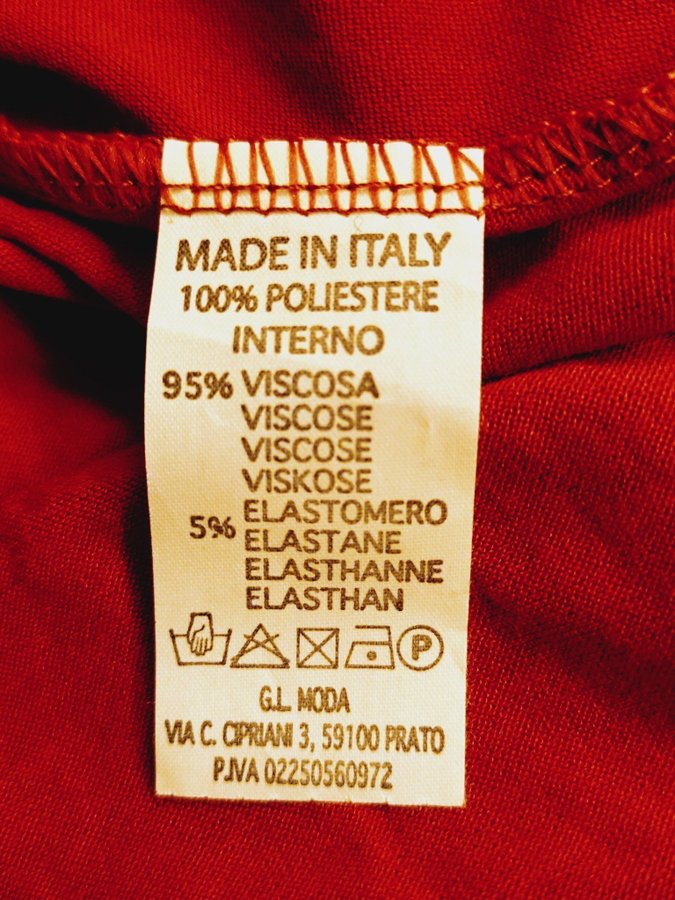 MADE IN ITALY
100% POLIESTERE
INTERNO
95% VISCOSA
VISCOSE
VISCOSE
VISKOSE
5% ELASTOMERO
ELASTANE
ELASTHANNE
ELASTHAN
P
G.L. MODA
VIA C. CIPRIANI 3, 59100 PRATO
P.IVA 02250560972